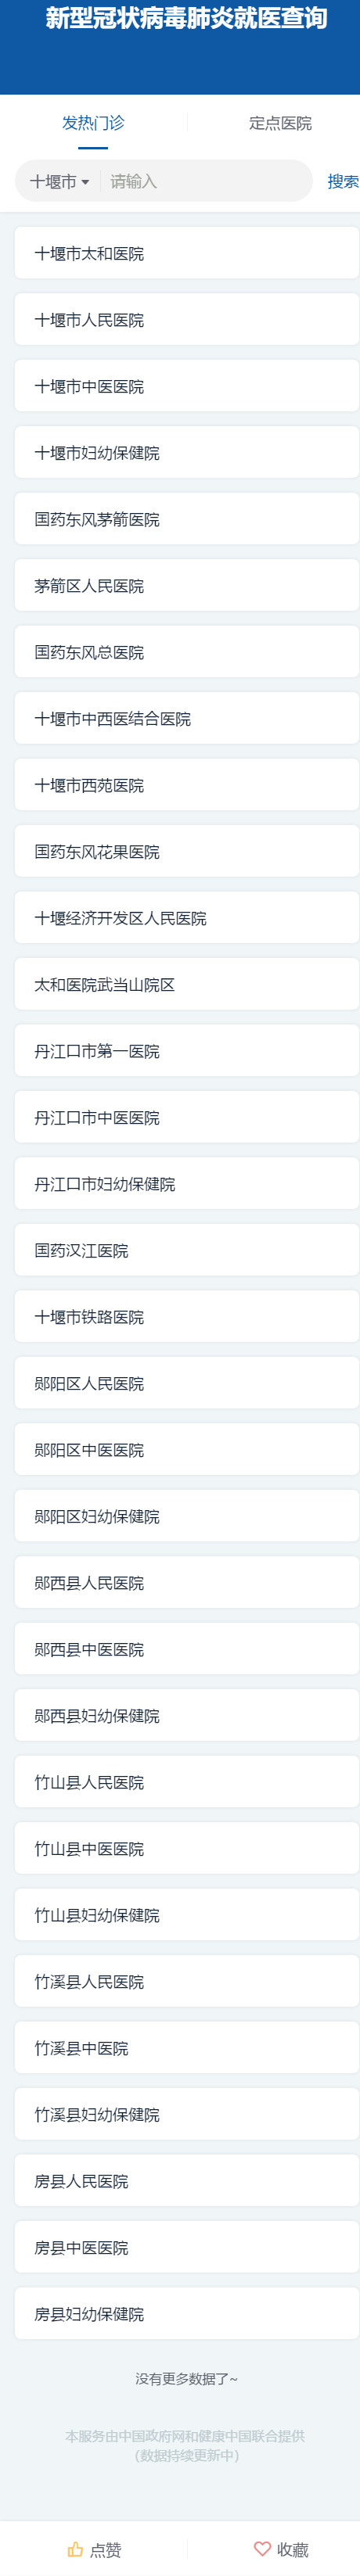 新型冠状病毒肺炎就医查询
发热门诊
定点医院
十堰市 请输入 搜索
十堰市太和医院
十堰市人民医院
十堰市中医医院
十堰市妇幼保健院
国药东风茅箭医院
茅箭区人民医院
国药东风总医院
十堰市中西医结合医院
十堰市西苑医院
国药东风花果医院
十堰经济开发区人民医院
太和医院武当山院区
丹江口市第一医院
丹江口市中医医院
丹江口市妇幼保健院
国药汉江医院
十堰市铁路医院
郧阳区人民医院
郧阳区中医医院
郧阳区妇幼保健院
郧西县人民医院
郧西县中医医院
郧西县妇幼保健院
竹山县人民医院
竹山县中医医院
竹山县妇幼保健院
竹溪县人民医院
竹溪县中医院
竹溪县妇幼保健院
房县人民医院
房县中医医院
房县妇幼保健院
没有更多数据了~
本服务由中国政府网和健康中国联合提供
（数据持续更新中）
点赞
收藏